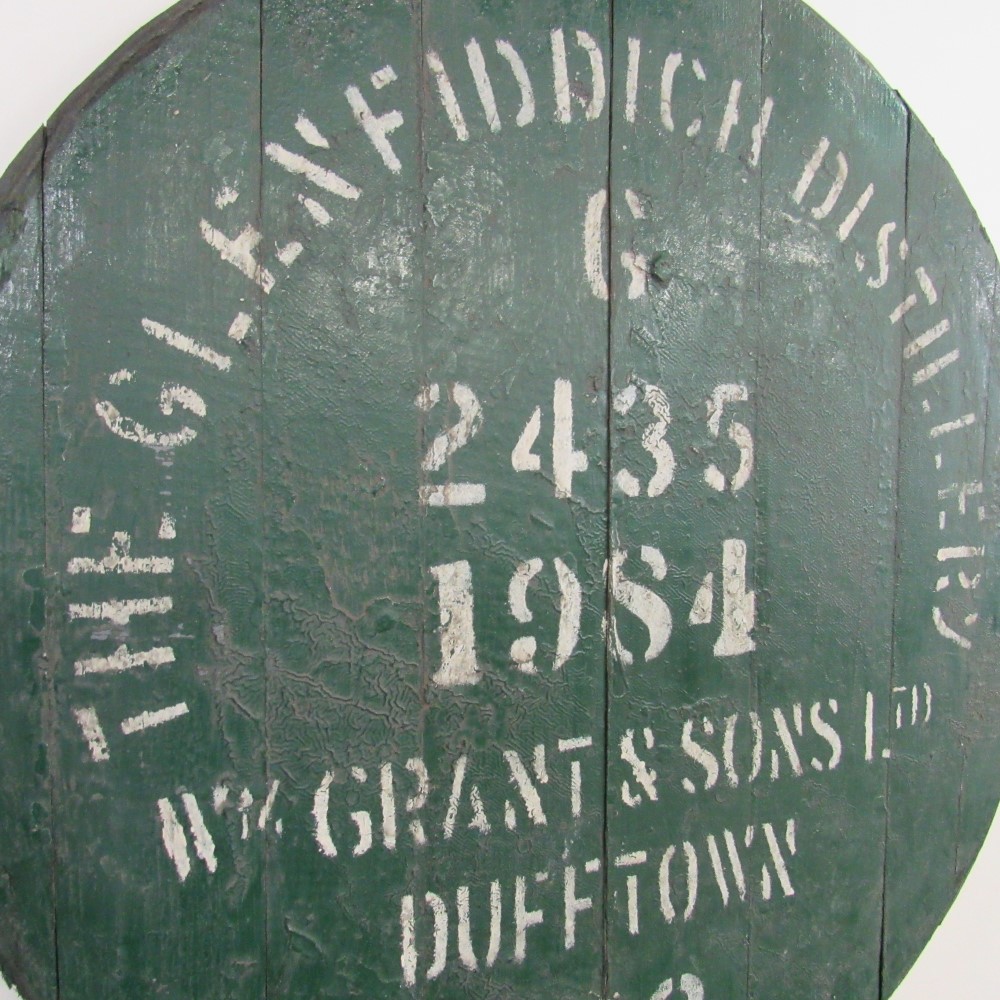 THE GLENFIDDICH DISTILLERY
G
2435
1984
Wm GRANT & SONS LTD
DUFFTOWN